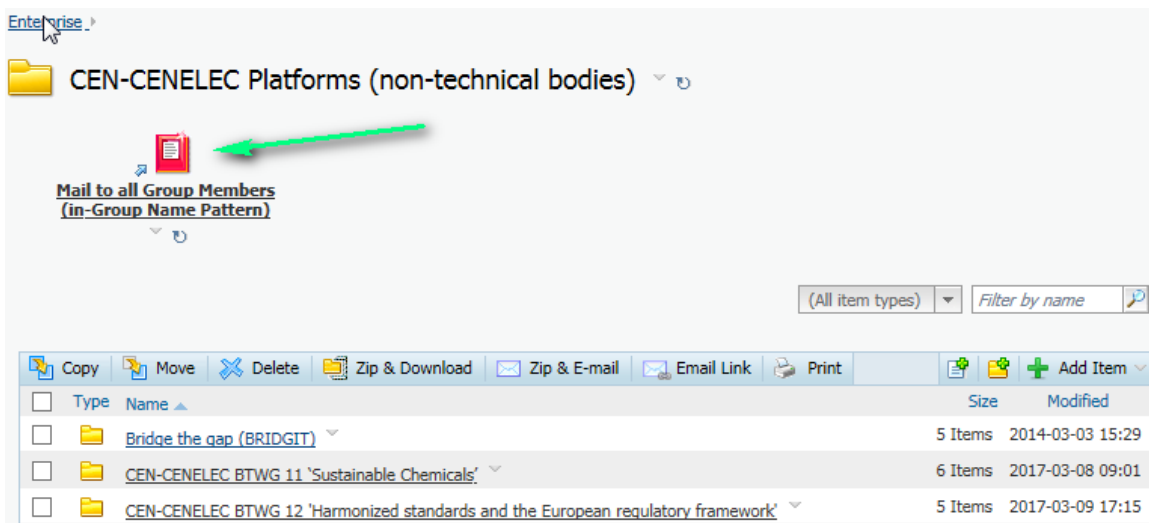 Enterprise
CEN-CENELEC Platforms (non-technical bodies)
Mail to all Group Members
(in-Group Name Pattern)
(All item types) Filter by name
Copy Move Delete Zip & Download Zip & E-mail Email Link Print Add Item
Type Name Size Modified
Bridge the gap (BRIDGIT) 5 Items 2014-03-03 15:29
CEN-CENELEC BTWG 11 `Sustainable Chemicals’ 6 Items 2017-03-08 09:01
CEN-CENELEC BTWG 12 'Harmonized standards and the European regulatory framework' 5 Items 2017-03-09 17:15